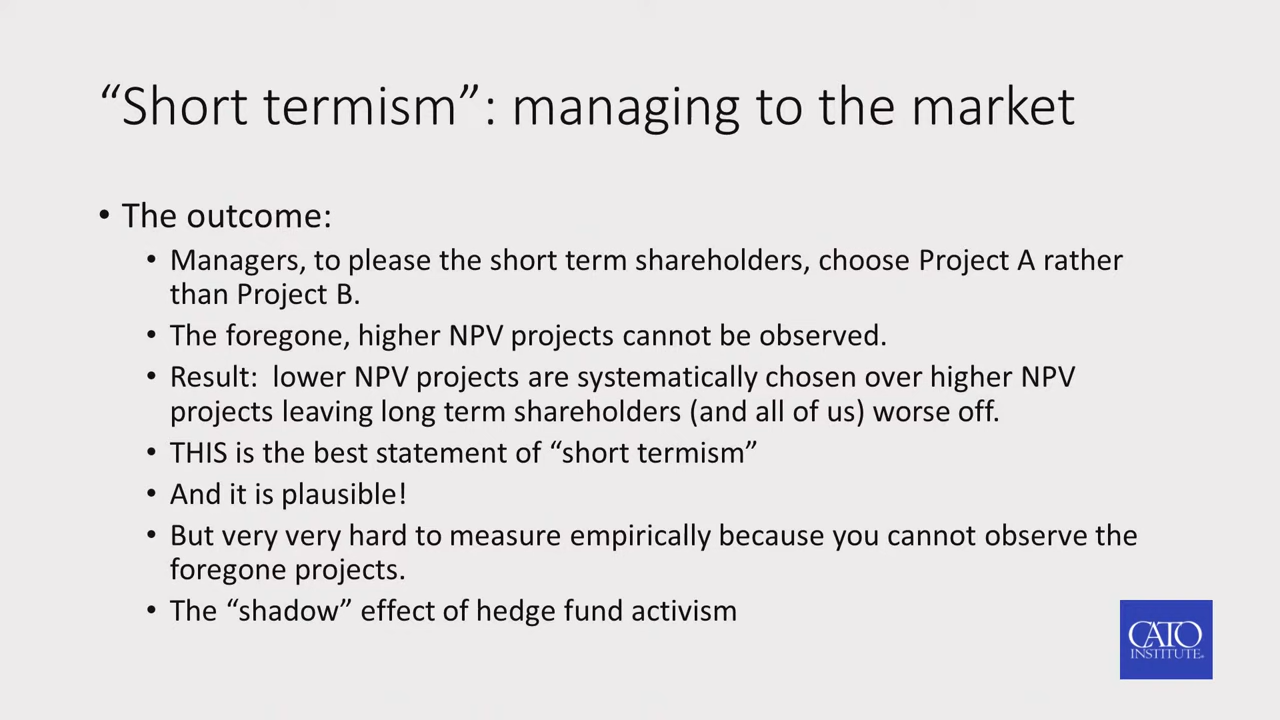 “Short termism”: managing to the market
• The outcome:
• Managers, to please the short term shareholders, choose Project A rather
than Project B.
• The foregone, higher NPV projects cannot be observed.
• Result:  lower NPV projects are systematically chosen over higher NPV
projects leaving long term shareholders (and all of us) worse off.
• THIS is the best statement of “short termism”
• And it is plausible!
• But very very hard to measure empirically because you cannot observe the
foregone projects.
• The “shadow” effect of hedge fund activism
CATO
INSTITUTE